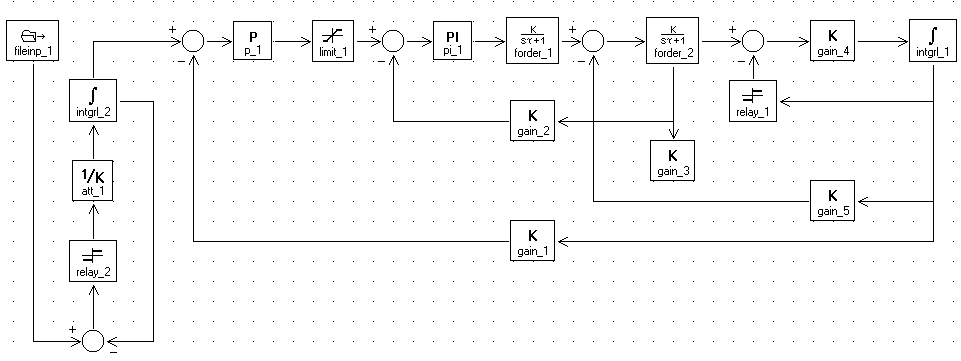 fileinp_1
+
−
P
p_1
limit_1
+
−
PI
pi_1
K
sτ+1
forder_1
+
−
K
sτ+1
forder_2
+
−
K
gain_4
∫
intgrl_1
∫
intgrl_2
relay_1
K
gain_2
K
gain_3
1/K
att_1
K
gain_5
K
gain_1
relay_2
+
−